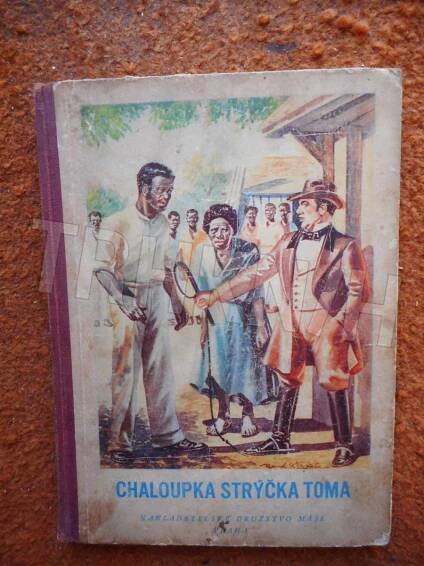 CHALOUPKA STRÝČKA TOMA
NAKLADATELSKÉ DRUŽSTVO MÁJE
PRAHA